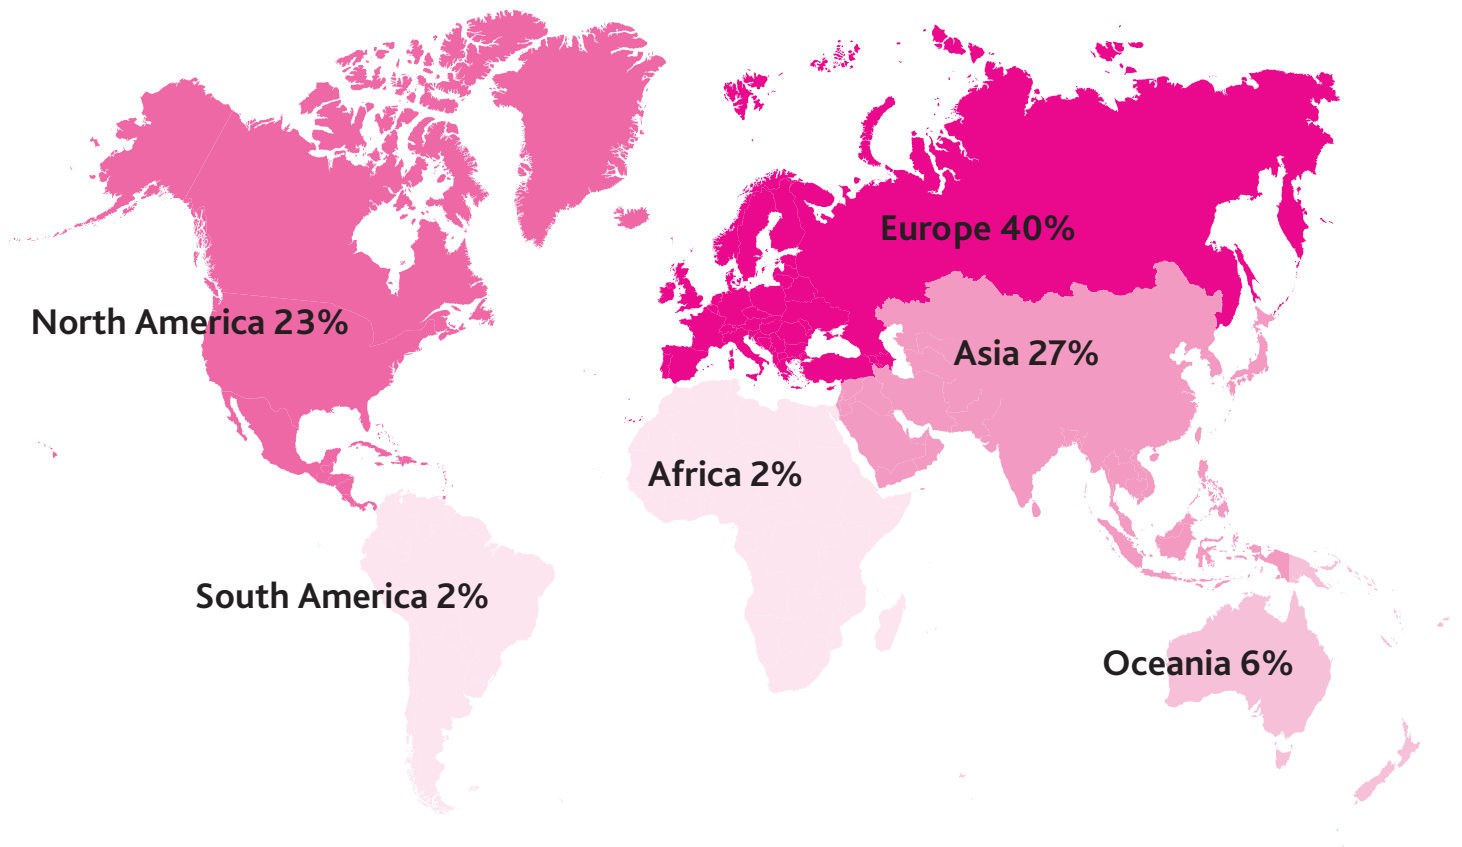 Europe 40%
North America 23%
Asia 27%
Africa 2%
South America 2%
Oceania 6%